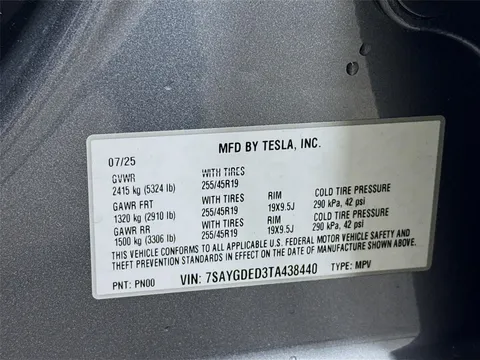 MFD BY TESLA, INC.
07/25
GVWR WITH TIRES
2415 kg (5324 lb) 255/45R19
GAWR FRT WITH TIRES RIM COLD TIRE PRESSURE
1320 kg (2910 lb) 255/45R19 19X9.5J 290 kPa, 42 psi
GAWR RR WITH TIRES RIM COLD TIRE PRESSURE
1500 kg (3306 lb) 255/45R19 19X9.5J 290 kPa, 42 psi
THIS VEHICLE CONFORMS TO ALL APPLICABLE U.S. FEDERAL MOTOR VEHICLE SAFETY AND
THEFT PREVENTION STANDARDS IN EFFECT ON THE DATE OF MANUFACTURE SHOWN ABOVE.
PNT: PN00 VIN: 7SAYGDED3TA438440 TYPE: MPV